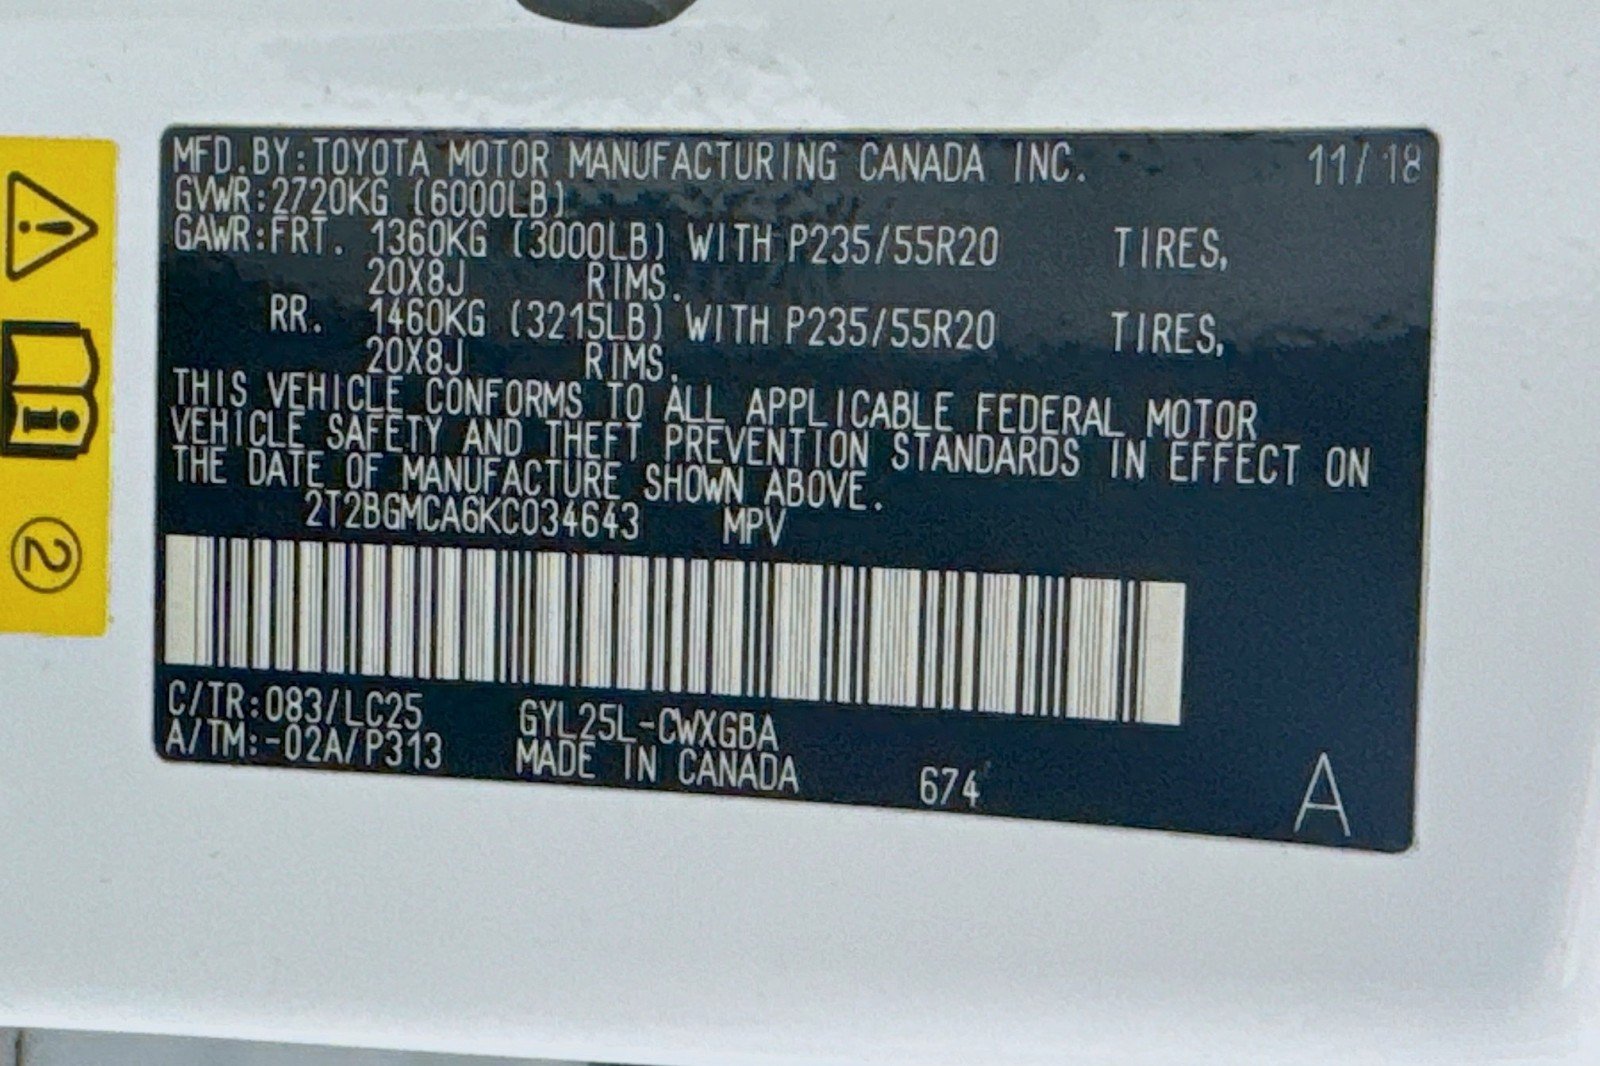 MFD.BY:TOYOTA MOTOR MANUFACTURING CANADA INC. 11/18
GVWR:2720KG (6000LB)
GAWR:FRT. 1360KG (3000LB) WITH P235/55R20 TIRES,
20X8J RIMS.
RR. 1460KG (3215LB) WITH P235/55R20 TIRES,
20X8J RIMS.
THIS VEHICLE CONFORMS TO ALL APPLICABLE FEDERAL MOTOR
VEHICLE SAFETY AND THEFT PREVENTION STANDARDS IN EFFECT ON
THE DATE OF MANUFACTURE SHOWN ABOVE.
2T2BGMCA6KC034643 MPV
C/TR:083/LC25 GYL25L-CWXGBA
A/TM:-02A/P313 MADE IN CANADA 674 A
!
i
2